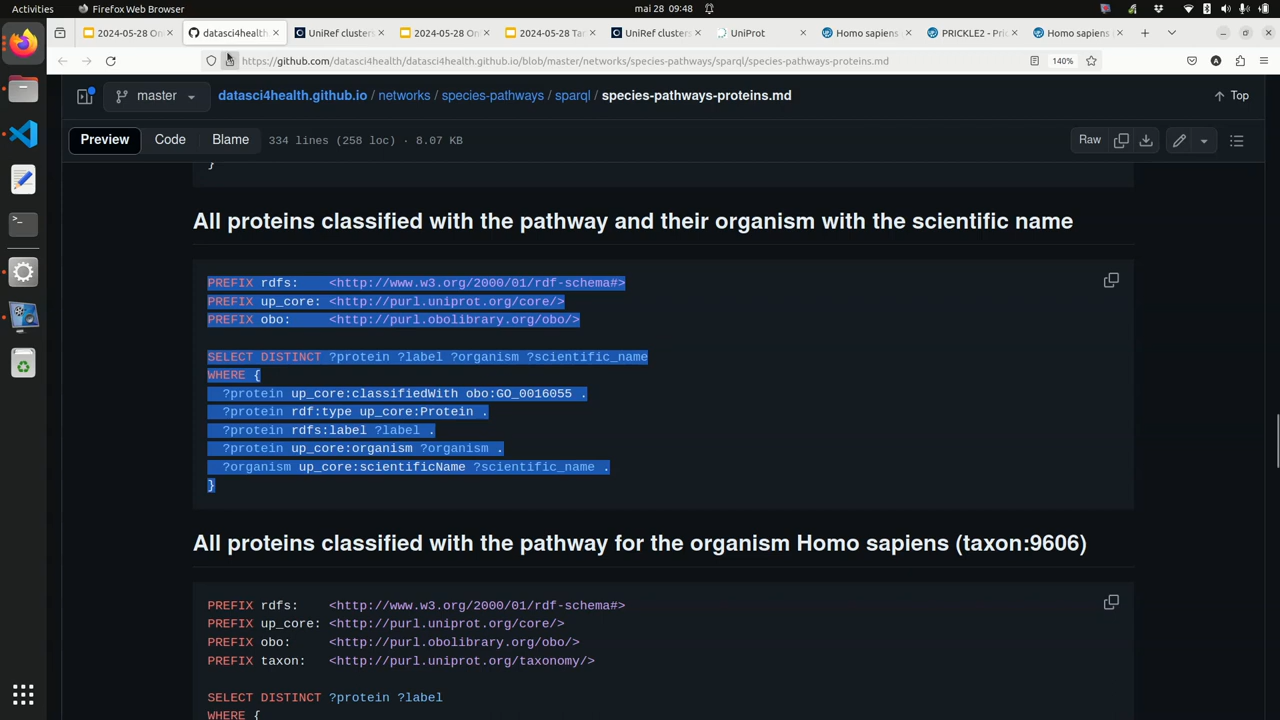 Activities
Firefox Web Browser
mai 28 09:48
2024-05-28 On
datasci4health
UniRef clusters
2024-05-28 On
2024-05-28 Tac
UniRef clusters
UniProt
Homo sapiens
PRICKLE2 - Pri
Homo sapiens
https://github.com/datasci4health/datasci4health.github.io/blob/master/networks/species-pathways/sparql/species-pathways-proteins.md
140%
master
datasci4health.github.io / networks / species-pathways / sparql / species-pathways-proteins.md
Top
Preview
Code
Blame
334 lines (258 loc) · 8.07 KB
Raw
}
All proteins classified with the pathway and their organism with the scientific name
PREFIX rdfs: <http://www.w3.org/2000/01/rdf-schema#>
PREFIX up_core: <http://purl.uniprot.org/core/>
PREFIX obo: <http://purl.obolibrary.org/obo/>
SELECT DISTINCT ?protein ?label ?organism ?scientific_name
WHERE {
?protein up_core:classifiedWith obo:GO_0016055 .
?protein rdf:type up_core:Protein .
?protein rdfs:label ?label .
?protein up_core:organism ?organism .
?organism up_core:scientificName ?scientific_name .
}
All proteins classified with the pathway for the organism Homo sapiens (taxon:9606)
PREFIX rdfs: <http://www.w3.org/2000/01/rdf-schema#>
PREFIX up_core: <http://purl.uniprot.org/core/>
PREFIX obo: <http://purl.obolibrary.org/obo/>
PREFIX taxon: <http://purl.uniprot.org/taxonomy/>
SELECT DISTINCT ?protein ?label
WHERE {